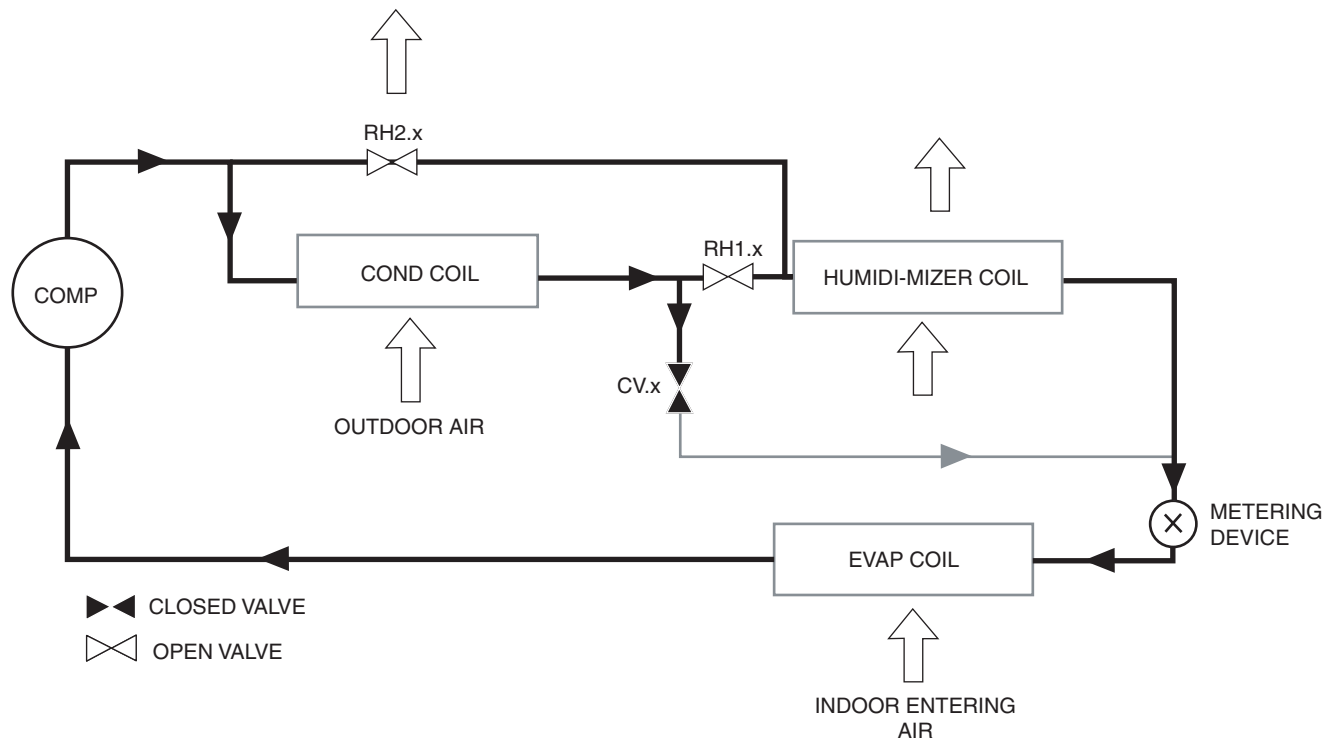 RH2.x
RH1.x
COND COIL
HUMIDI-MIZER COIL
COMP
CV.x
OUTDOOR AIR
METERING
DEVICE
EVAP COIL
CLOSED VALVE
OPEN VALVE
INDOOR ENTERING
AIR